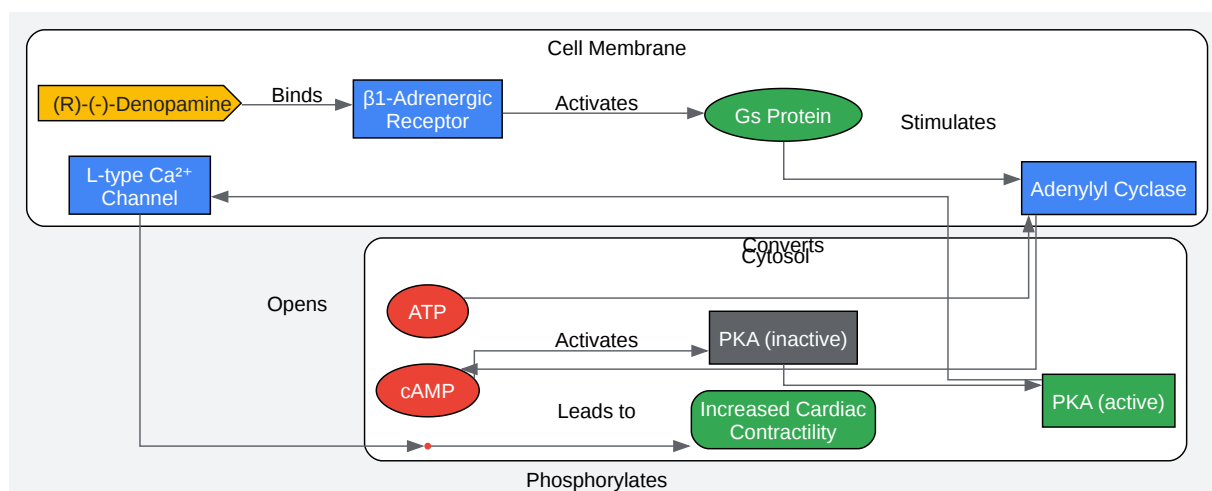 Cell Membrane
(R)-(-)-Denopamine
Binds
β1-Adrenergic
Receptor
Activates
Gs Protein
Stimulates
L-type Ca²⁺
Channel
Adenylyl Cyclase
Converts
Cytosol
Opens
ATP
Activates
PKA (inactive)
cAMP
Leads to
Increased Cardiac
Contractility
PKA (active)
Phosphorylates